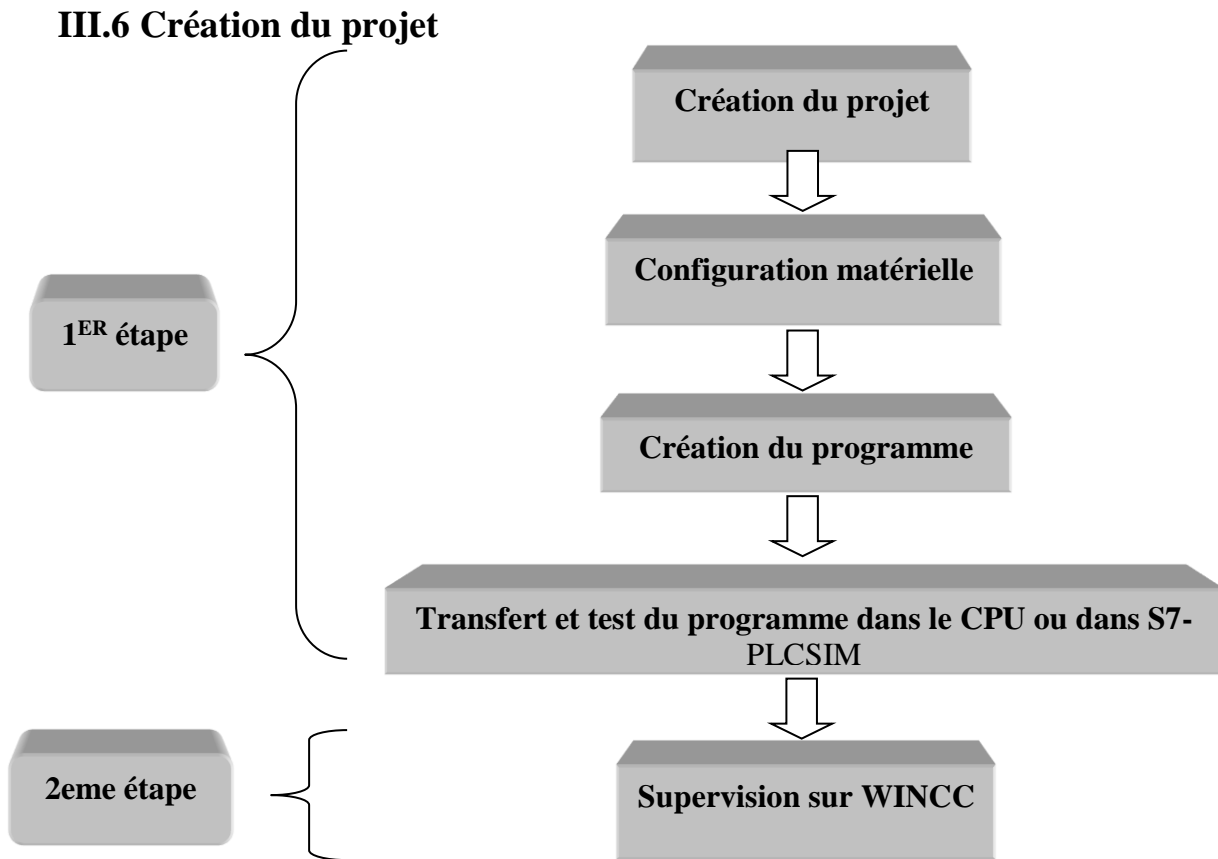 III.6 Création du projet
Création du projet
Configuration matérielle
1ER étape
Création du programme
Transfert et test du programme dans le CPU ou dans S7-
PLCSIM
2eme étape
Supervision sur WINCC